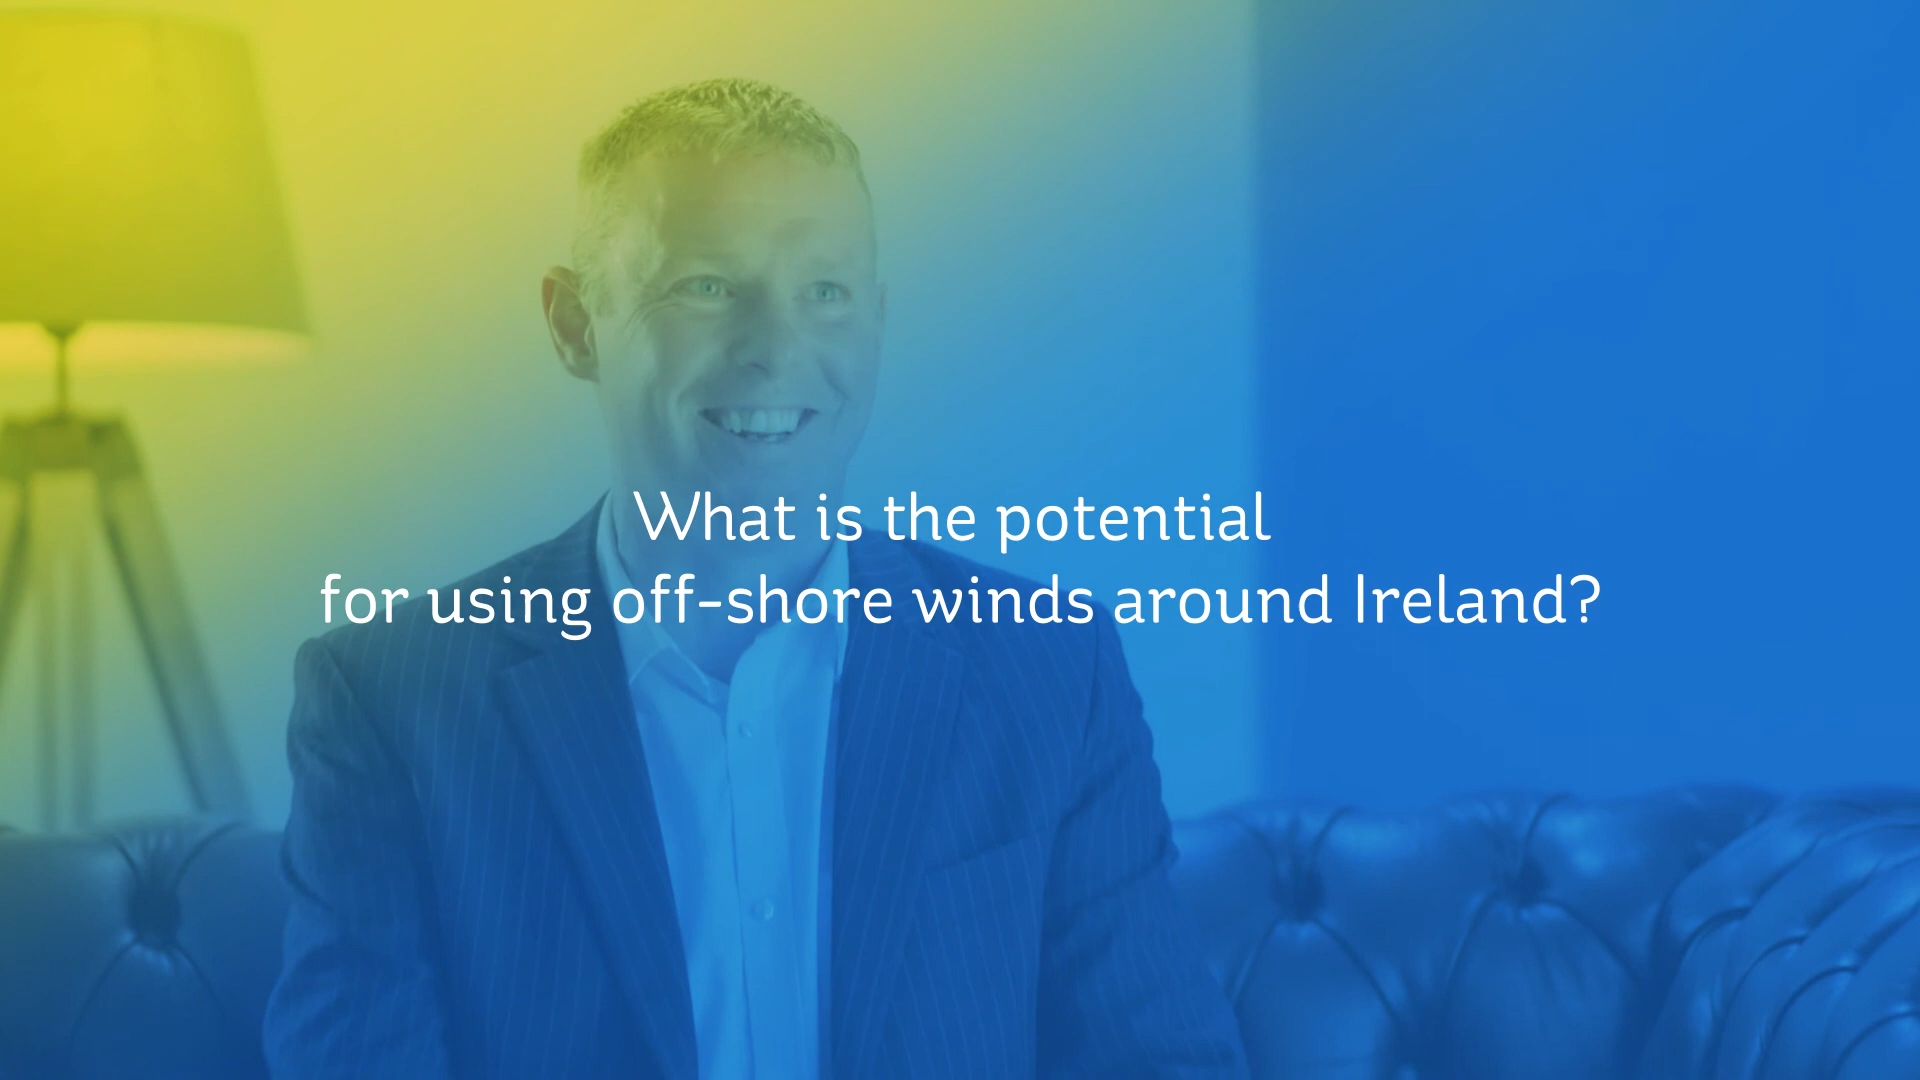 What is the potential
for using off-shore winds around Ireland?